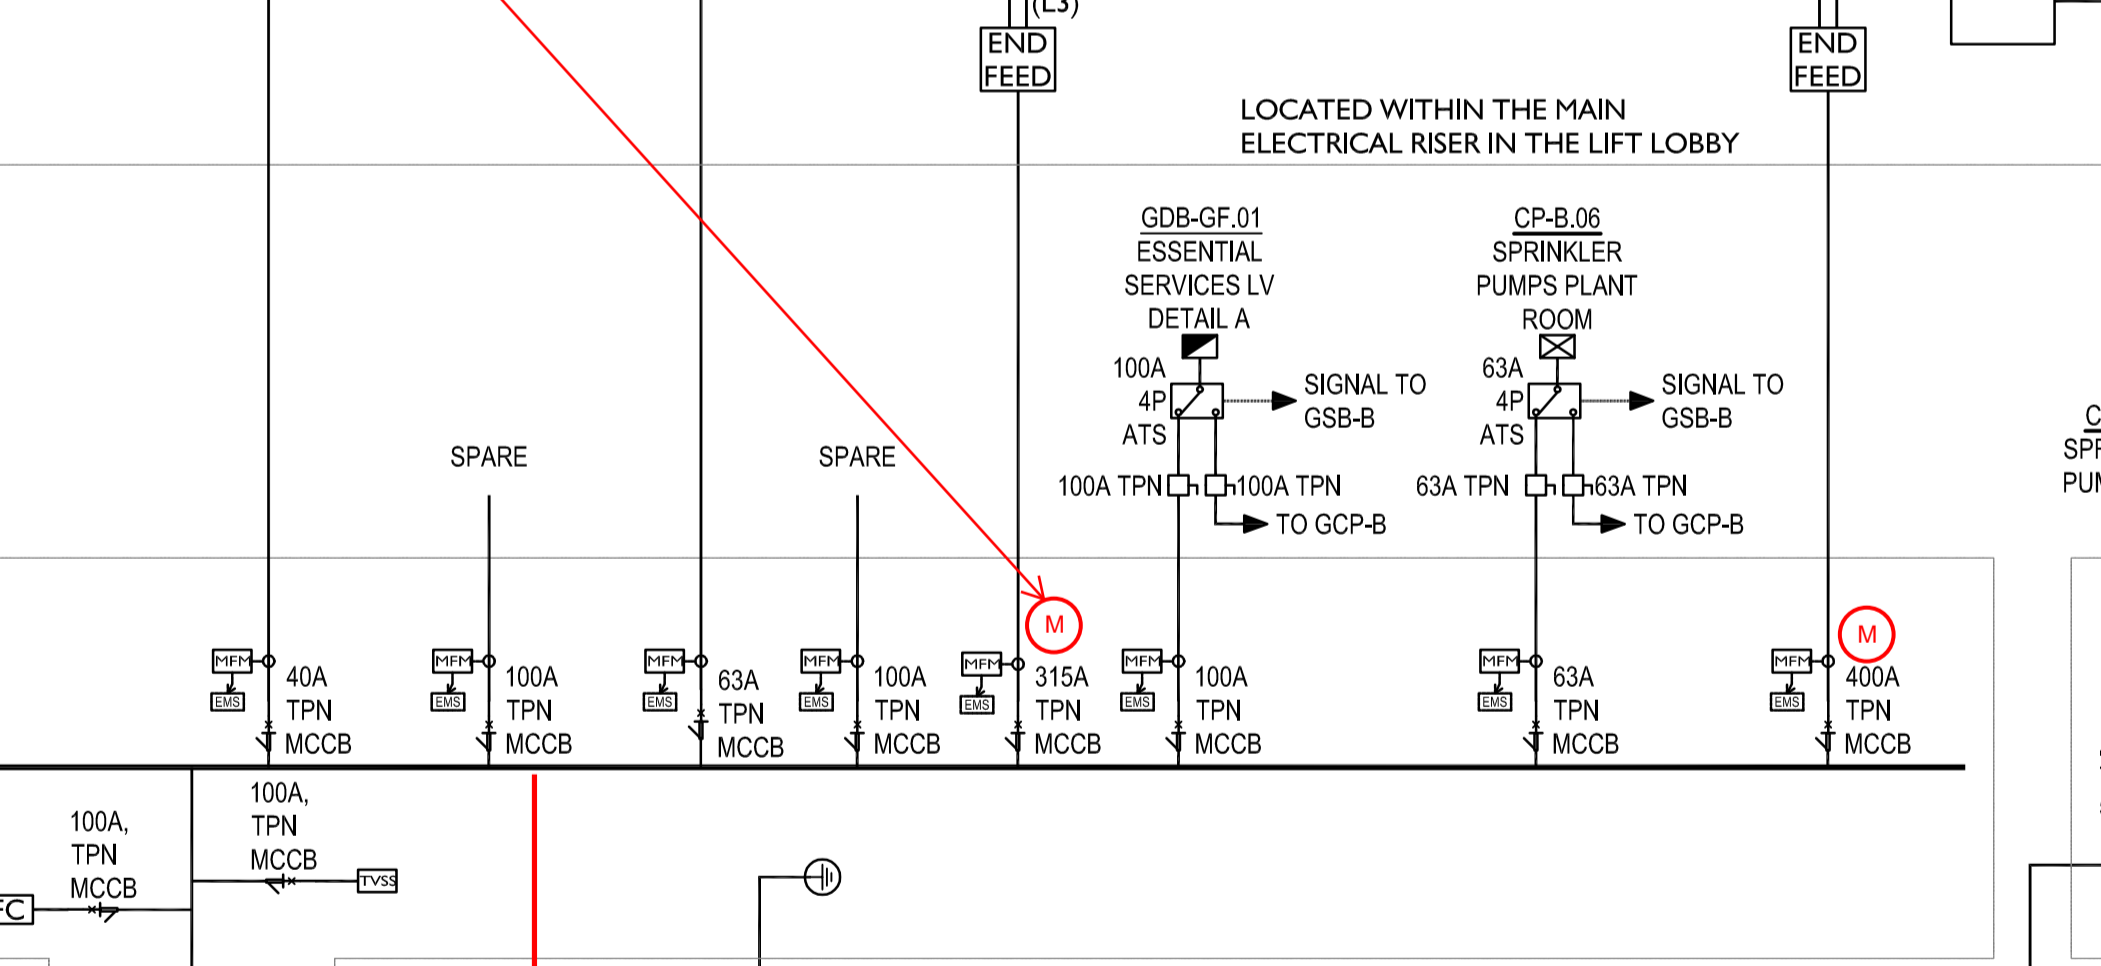 (L3)
END
FEED
END
FEED
LOCATED WITHIN THE MAIN
ELECTRICAL RISER IN THE LIFT LOBBY
GDB-GF.01
ESSENTIAL
SERVICES LV
DETAIL A
100A
4P
ATS
SIGNAL TO
GSB-B
100A TPN
100A TPN
TO GCP-B
CP-B.06
SPRINKLER
PUMPS PLANT
ROOM
63A
4P
ATS
SIGNAL TO
GSB-B
63A TPN
63A TPN
TO GCP-B
SPARE
SPARE
MFM
EMS
40A
TPN
MCCB
MFM
EMS
100A
TPN
MCCB
MFM
EMS
63A
TPN
MCCB
MFM
EMS
100A
TPN
MCCB
M
MFM
EMS
315A
TPN
MCCB
MFM
EMS
100A
TPN
MCCB
MFM
EMS
63A
TPN
MCCB
M
MFM
EMS
400A
TPN
MCCB
100A,
TPN
MCCB
100A,
TPN
MCCB
TVSS
FC
C
SPR
PUM